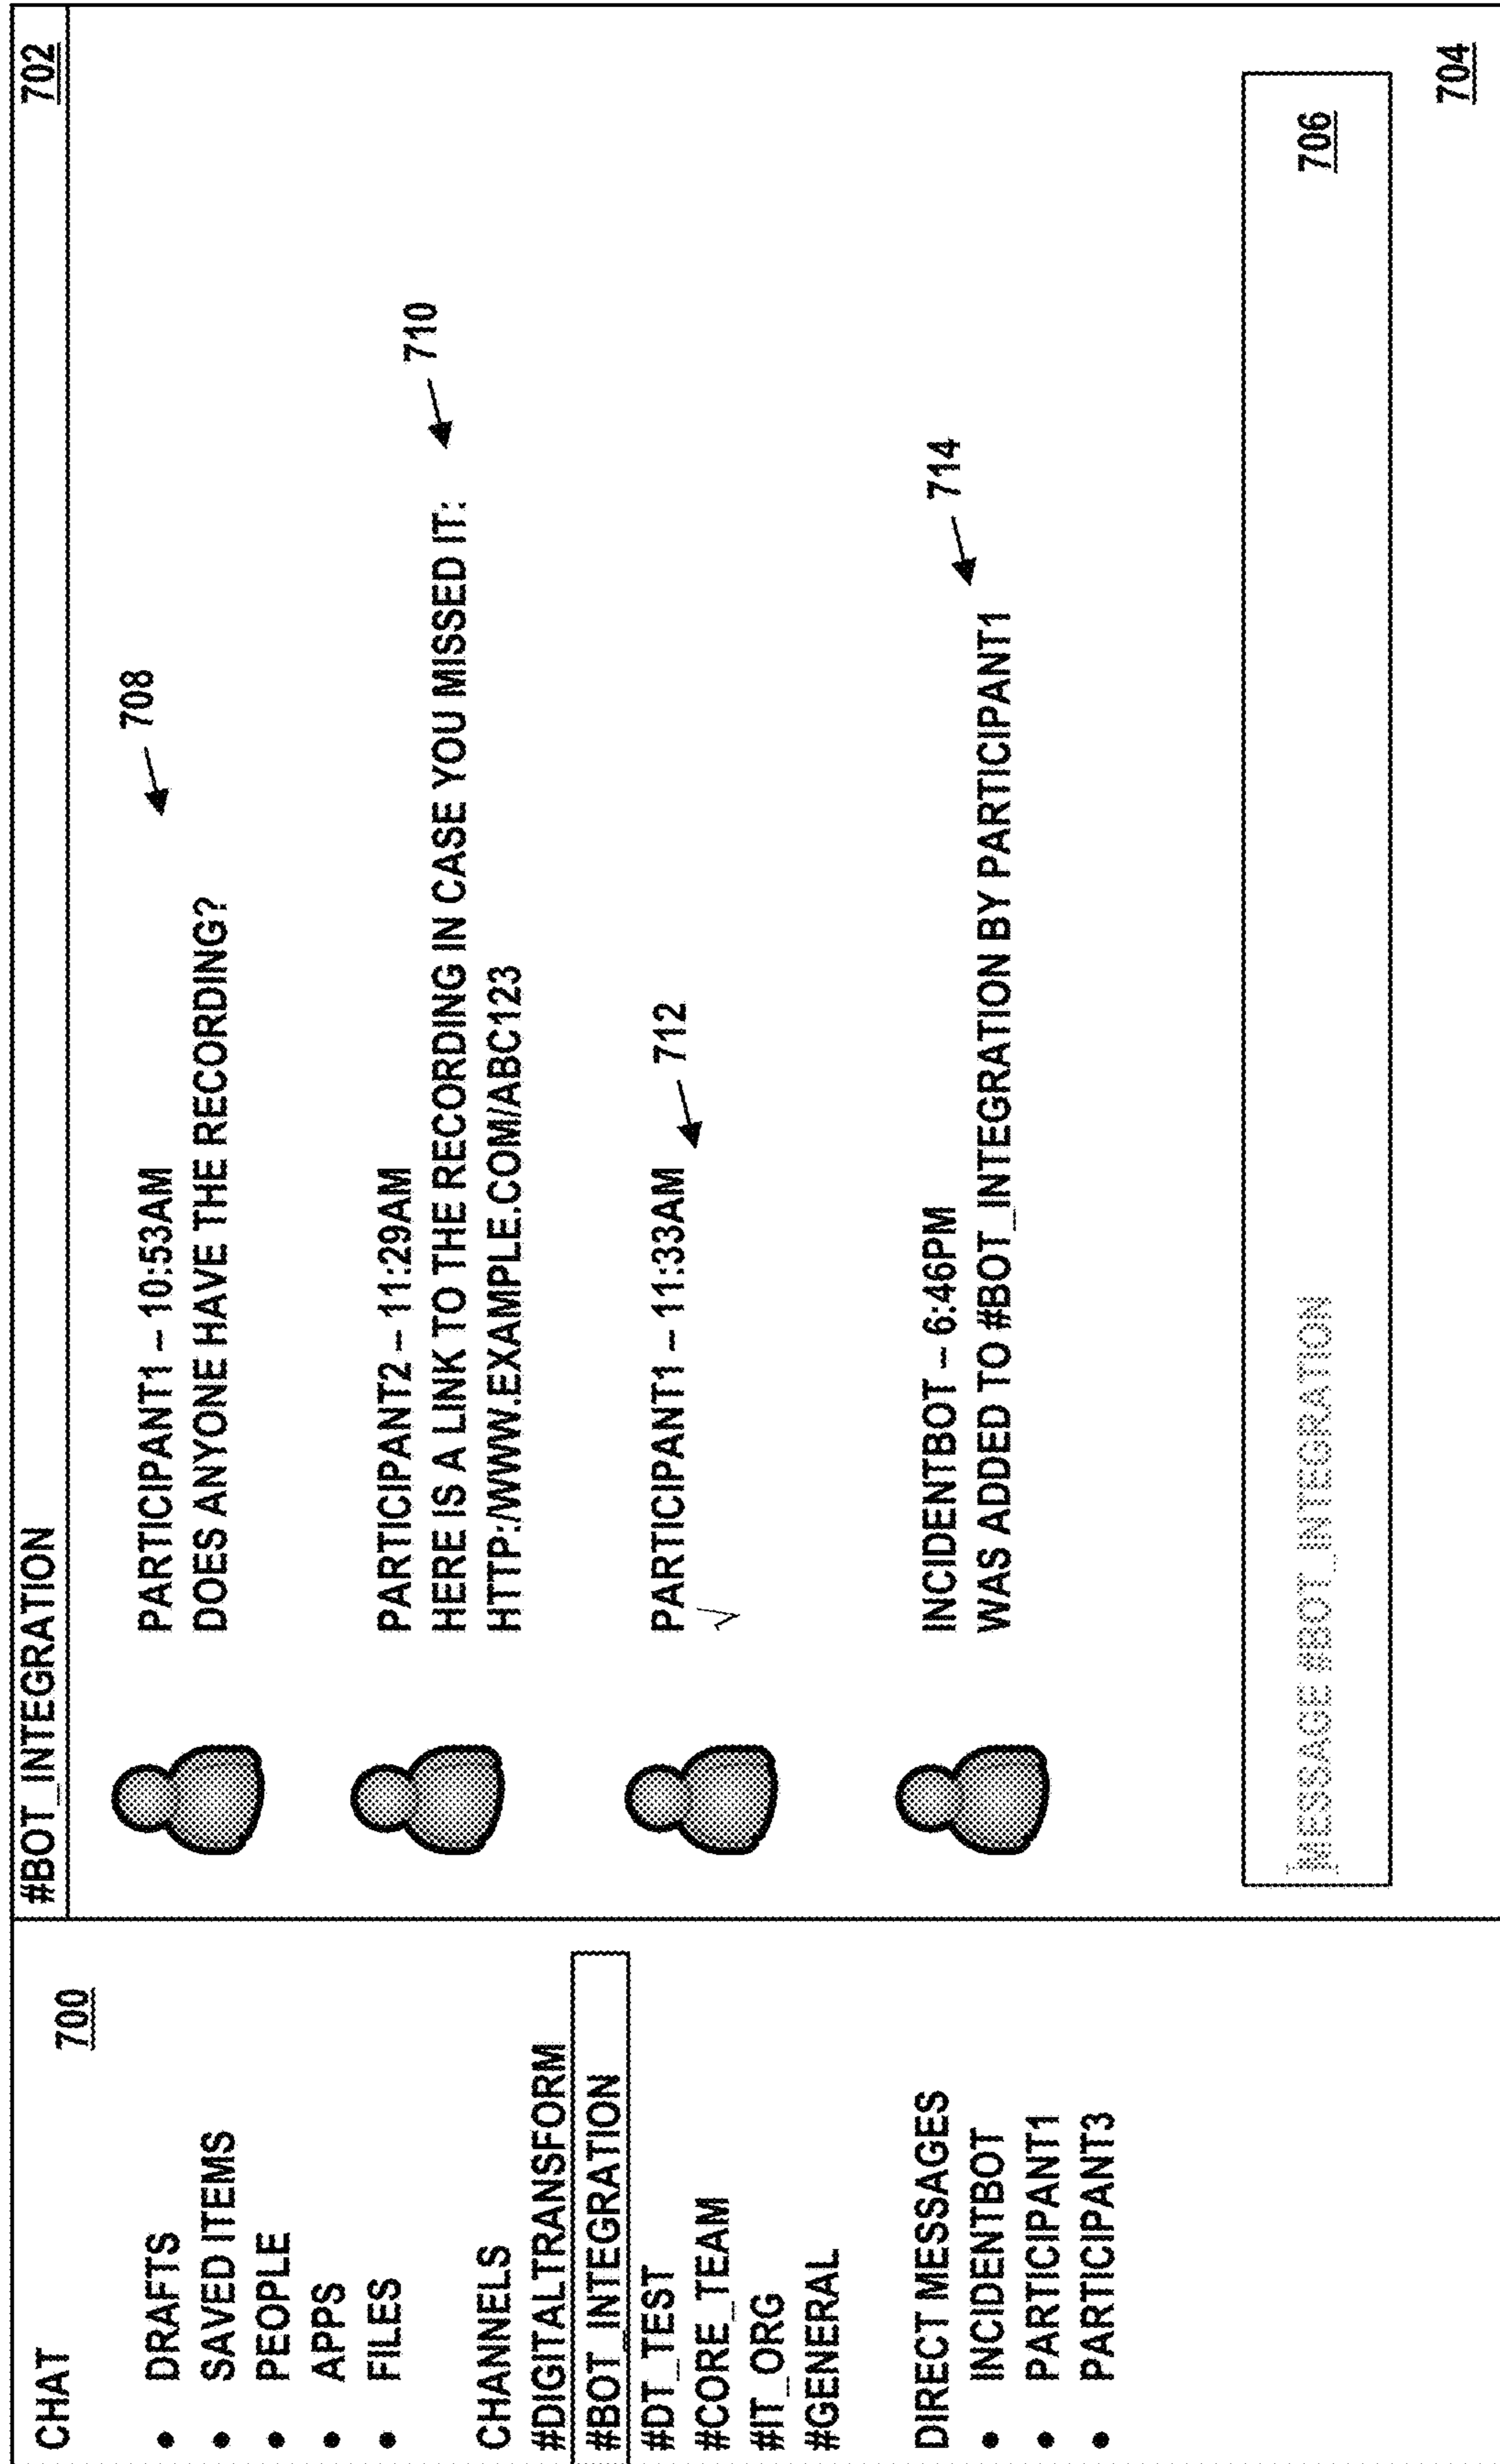 CHAT
700
• DRAFTS
• SAVED ITEMS
• PEOPLE
• APPS
• FILES
CHANNELS
#DIGITALTRANSFORM
#BOT_INTEGRATION
#DT_TEST
#CORE_TEAM
#IT_ORG
#GENERAL
DIRECT MESSAGES
• INCIDENTBOT
• PARTICIPANT1
• PARTICIPANT3
#BOT_INTEGRATION 702
PARTICIPANT1 – 10:53AM
708
DOES ANYONE HAVE THE RECORDING?
PARTICIPANT2 – 11:29AM
710
HERE IS A LINK TO THE RECORDING IN CASE YOU MISSED IT:
HTTP:/WWW.EXAMPLE.COM/ABC123
PARTICIPANT1 – 11:33AM
712
√
INCIDENTBOT – 6:46PM
714
WAS ADDED TO #BOT_INTEGRATION BY PARTICIPANT1
MESSAGE #BOT_INTEGRATION
706
704